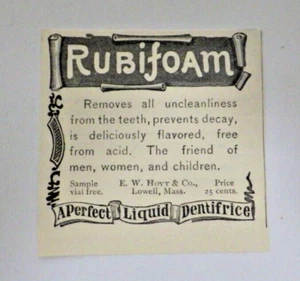 RUBIFOAM
Removes all uncleanliness
from the teeth, prevents decay,
is deliciously flavored, free
from acid. The friend of
men, women, and children.
Sample E. W. HOYT & CO., Price
vial free. Lowell, Mass. 25 cents.
A Perfect Liquid Dentifrice